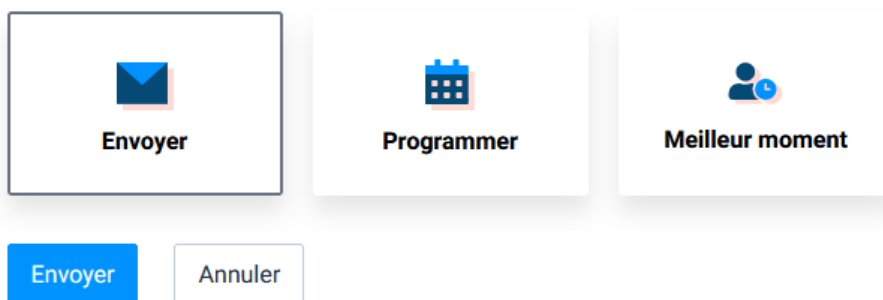 Envoyer
Programmer
Meilleur moment
Envoyer
Annuler